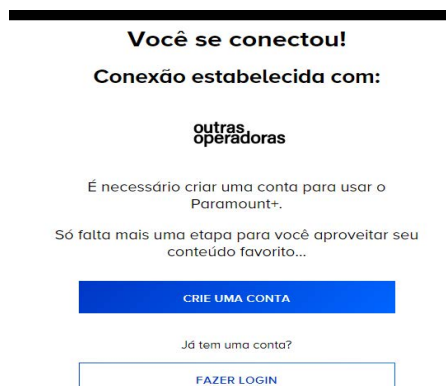 Você se conectou!
Conexão estabelecida com:
outras
operadoras
É necessário criar uma conta para usar o
Paramount+.
Só falta mais uma etapa para você aproveitar seu
conteúdo favorito...
CRIE UMA CONTA
Já tem uma conta?
FAZER LOGIN